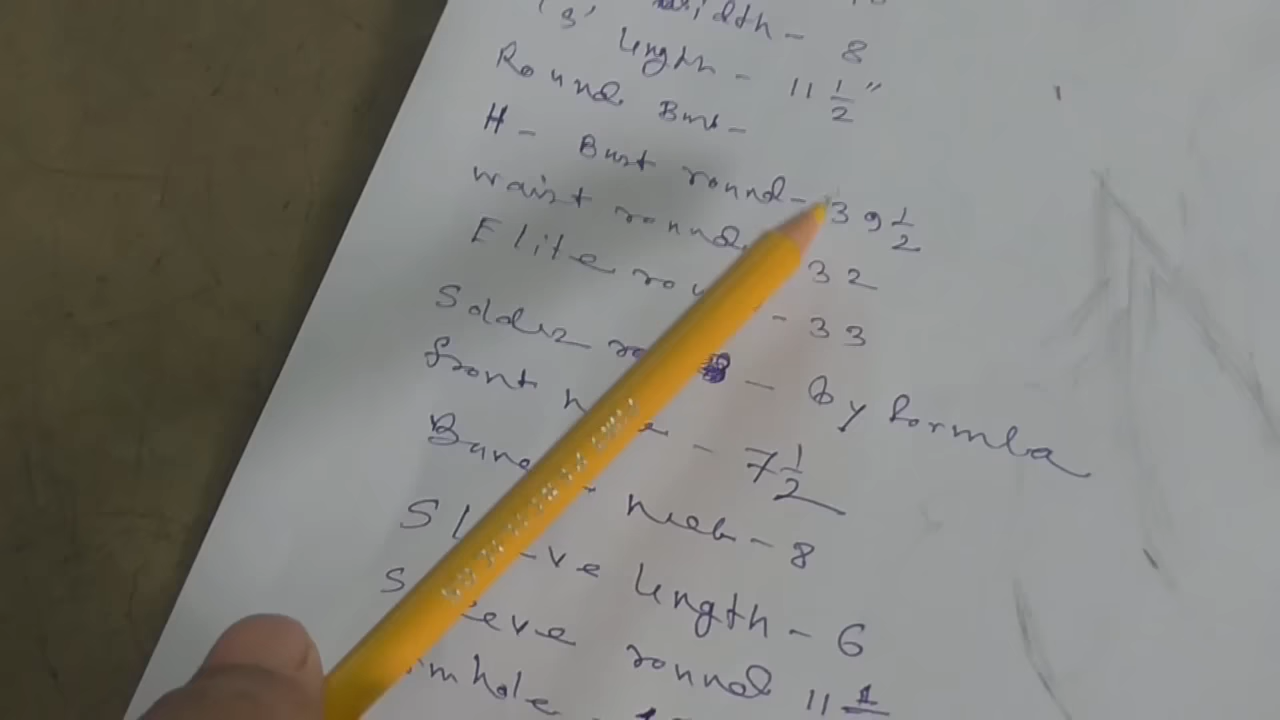 width - 8
'g' length - 11 1/2"
Round Bust -
H - Bust round - 39 1/2
Waist round 32
Elite - 33
Solder - by formla
front - 7 1/2
neck - 8
Sleeve length - 6
Sleeve round 11